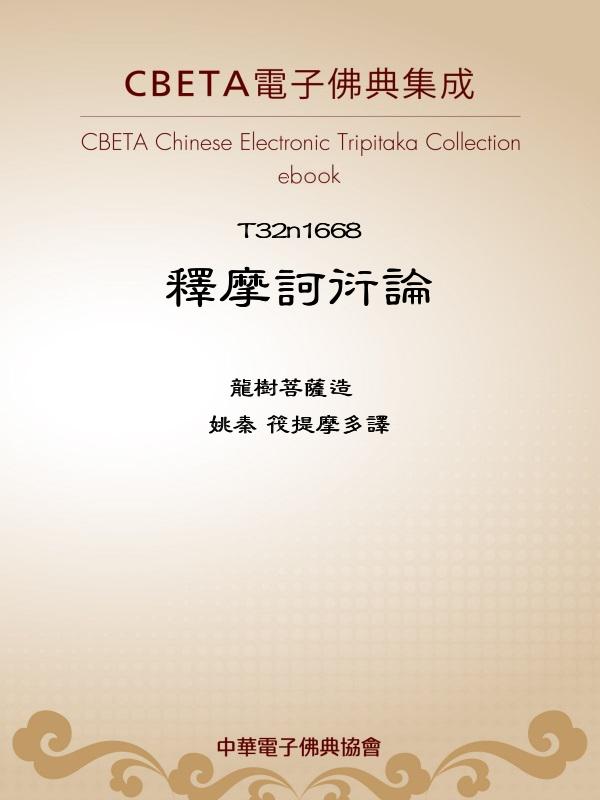 CBETA電子佛典集成
CBETA Chinese Electronic Tripitaka Collection
ebook
T32n1668
釋摩訶衍論
龍樹菩薩造
姚秦 筏提摩多譯
中華電子佛典協會